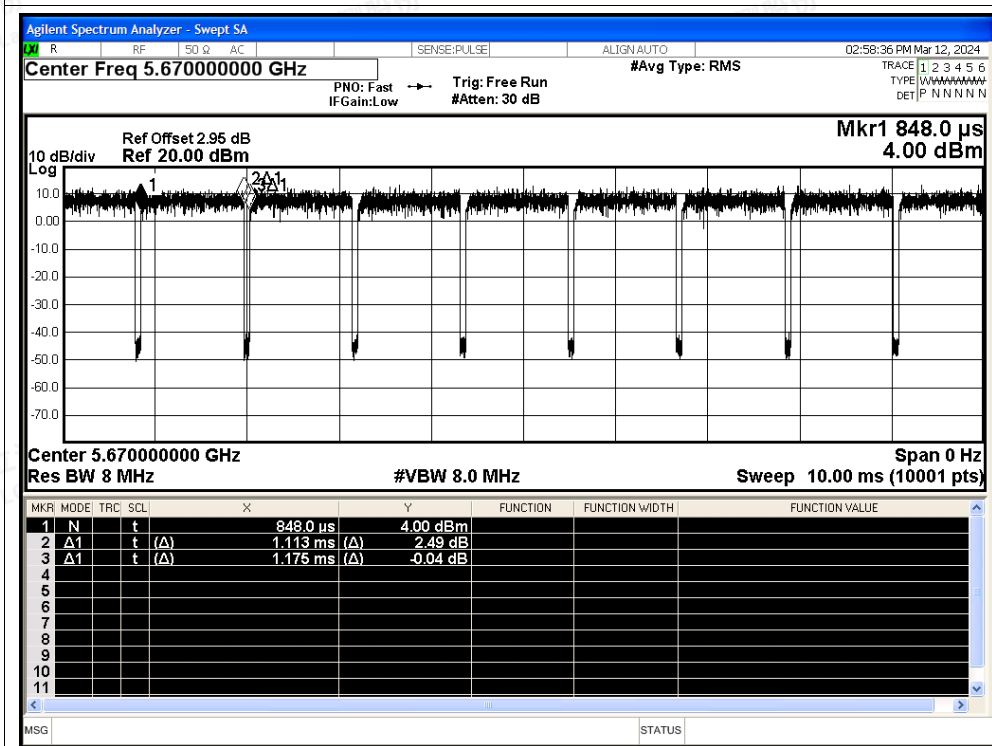 Agilent Spectrum Analyzer - Swept SA
LXI R RF 50 Ω AC SENSE:PULSE ALIGN AUTO 02:58:36 PM Mar 12, 2024
Center Freq 5.670000000 GHz #Avg Type: RMS TRACE 1 2 3 4 5 6
PNO: Fast Trig: Free Run TYPE WWWWWW
IFGain:Low #Atten: 30 dB DET P N N N N N
Mkr1 848.0 µs
4.00 dBm
Ref Offset 2.95 dB
10 dB/div Ref 20.00 dBm
Log
1 2Δ1 3Δ1
10.0
0.00
-10.0
-20.0
-30.0
-40.0
-50.0
-60.0
-70.0
Center 5.670000000 GHz Span 0 Hz
Res BW 8 MHz #VBW 8.0 MHz Sweep 10.00 ms (10001 pts)
MKR MODE TRC SCL X Y FUNCTION FUNCTION WIDTH FUNCTION VALUE
1 N t 848.0 µs 4.00 dBm
2 Δ1 t (Δ) 1.113 ms (Δ) 2.49 dB
3 Δ1 t (Δ) 1.175 ms (Δ) -0.04 dB
4
5
6
7
8
9
10
11
MSG STATUS